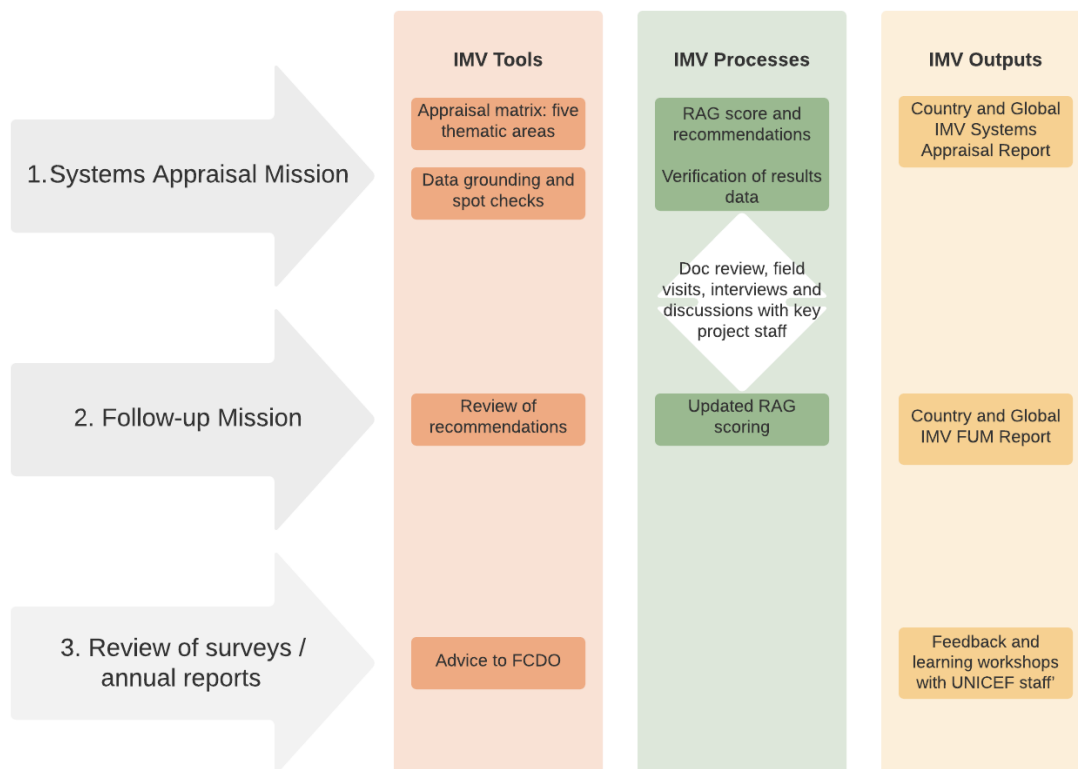 IMV Tools
IMV Processes
IMV Outputs
1.Systems Appraisal Mission
Appraisal matrix: five
thematic areas
Data grounding and
spot checks
RAG score and
recommendations
Verification of results
data
Country and Global
IMV Systems
Appraisal Report
Doc review, field
visits, interviews and
discussions with key
project staff
2. Follow-up Mission
Review of
recommendations
Updated RAG
scoring
Country and Global
IMV FUM Report
3. Review of surveys /
annual reports
Advice to FCDO
Feedback and
learning workshops
with UNICEF staff'